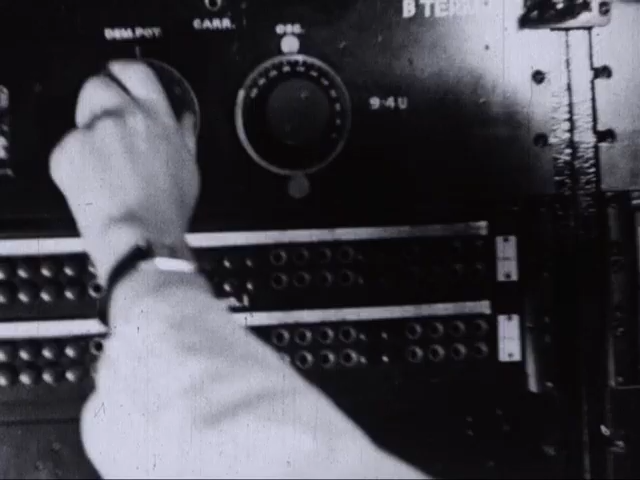 DEM.POT.
CARR.
OSC.
B TERM
9·4U